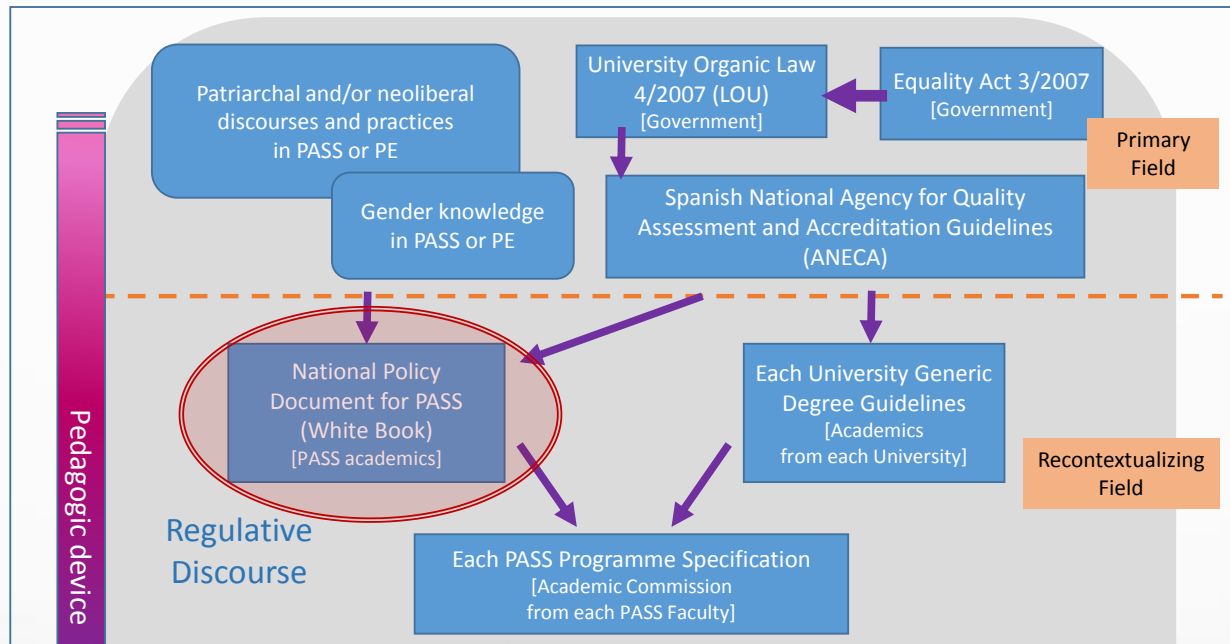 Patriarchal and/or neoliberal
discourses and practices
in PASS or PE
University Organic Law
4/2007 (LOU)
[Government]
Equality Act 3/2007
[Government]
Primary
Field
Gender knowledge
in PASS or PE
Spanish National Agency for Quality
Assessment and Accreditation Guidelines
(ANECA)
National Policy
Document for PASS
(White Book)
[PASS academics]
Each University Generic
Degree Guidelines
[Academics
from each University]
Recontextualizing
Field
Pedagogic device
Regulative
Discourse
Each PASS Programme Specification
[Academic Commission
from each PASS Faculty]